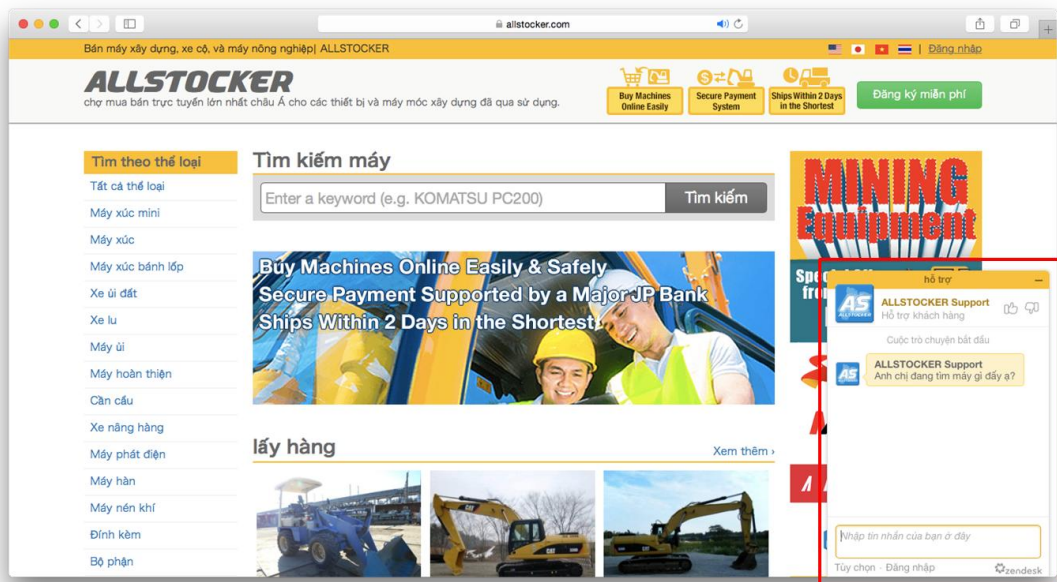 allstocker.com
Bán máy xây dựng, xe cộ, và máy nông nghiệp| ALLSTOCKER
| Đăng nhập
ALLSTOCKER
chợ mua bán trực tuyến lớn nhất châu Á cho các thiết bị và máy móc xây dựng đã qua sử dụng.
Buy Machines
Online Easily
Secure Payment
System
Ships Within 2 Days
in the Shortest
Đăng ký miễn phí
Tìm theo thể loại
Tất cả thể loại
Máy xúc mini
Máy xúc
Máy xúc bánh lốp
Xe ủi đất
Xe lu
Máy ủi
Máy hoàn thiện
Cần cẩu
Xe nâng hàng
Máy phát điện
Máy hàn
Máy nén khí
Đính kèm
Bộ phận
Tìm kiếm máy
Enter a keyword (e.g. KOMATSU PC200)
Tìm kiếm
Buy Machines Online Easily & Safely
Secure Payment Supported by a Major JP Bank
Ships Within 2 Days in the Shortest
lấy hàng
Xem thêm ›
CAT
CAT
MINING
Equipment
hỗ trợ
AS
ALLSTOCKER
ALLSTOCKER Support
Hỗ trợ khách hàng
Cuộc trò chuyện bắt đầu
AS
ALLSTOCKER Support
Anh chị đang tìm máy gì đấy ạ?
Nhập tin nhắn của bạn ở đây
Tùy chọn · Đăng nhập
zendesk